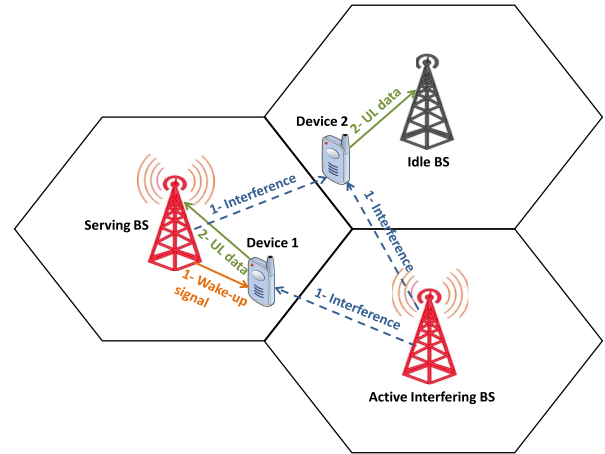 Device 2
2- UL data
Idle BS
1- Interference
1- Interference
Serving BS
Device 1
2- UL data
1- Wake-up
signal
1- Interference
Active Interfering BS